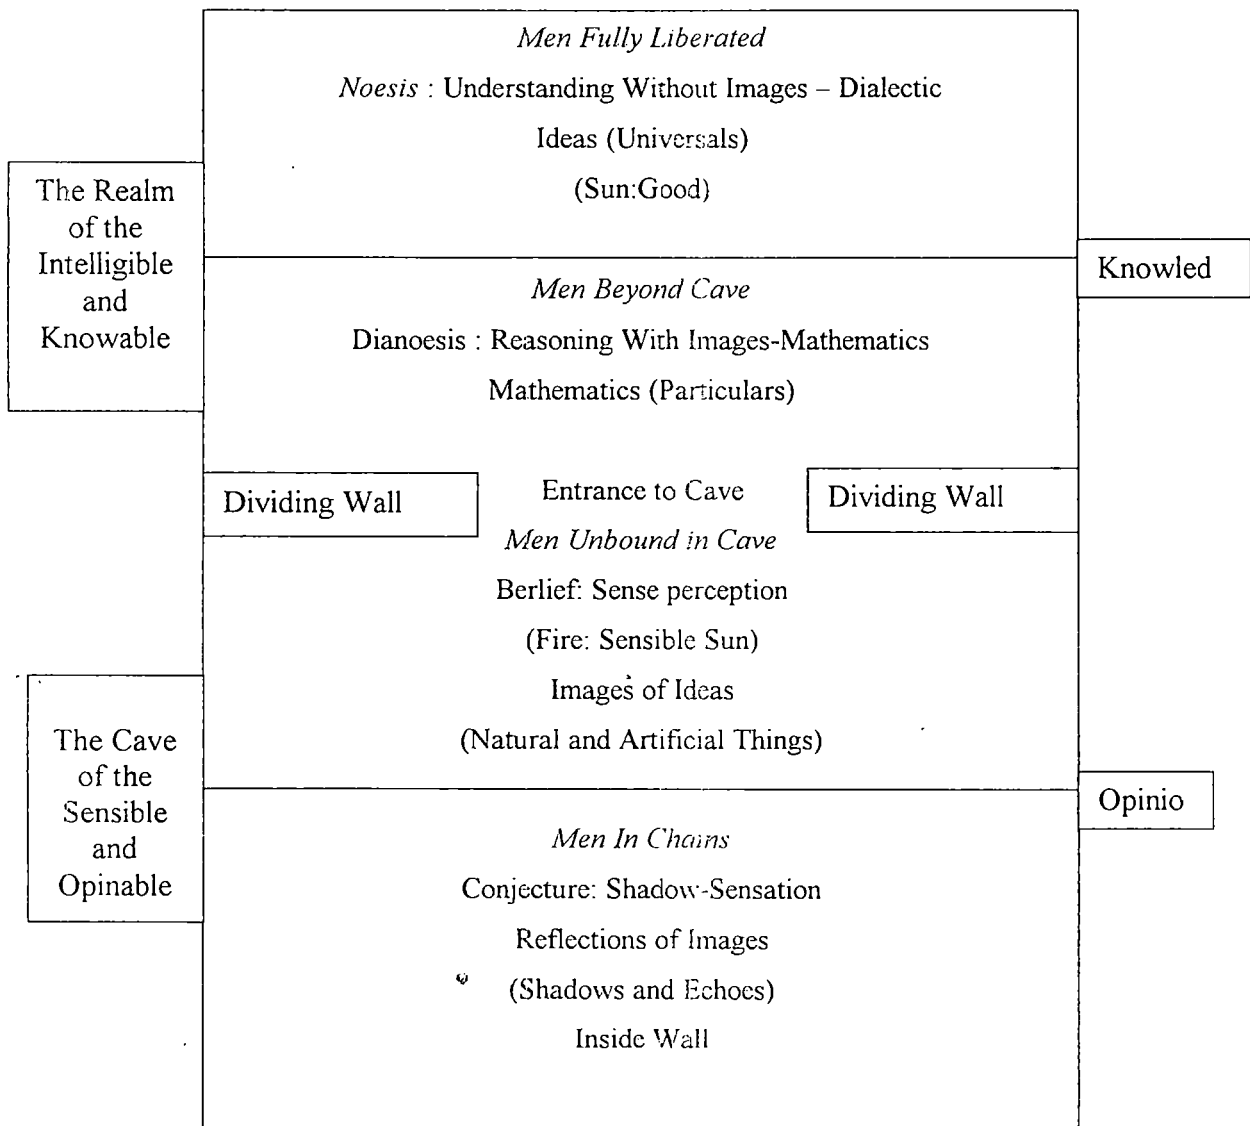 Men Fully Liberated
Noesis : Understanding Without Images – Dialectic
Ideas (Universals)
(Sun:Good)
The Realm
of the
Intelligible
and
Knowable
Knowled
Men Beyond Cave
Dianoesis : Reasoning With Images-Mathematics
Mathematics (Particulars)
Dividing Wall
Entrance to Cave
Dividing Wall
Men Unbound in Cave
Berlief: Sense perception
(Fire: Sensible Sun)
Images of Ideas
(Natural and Artificial Things)
The Cave
of the
Sensible
and
Opinable
Opinio
Men In Chains
Conjecture: Shadow-Sensation
Reflections of Images
(Shadows and Echoes)
Inside Wall